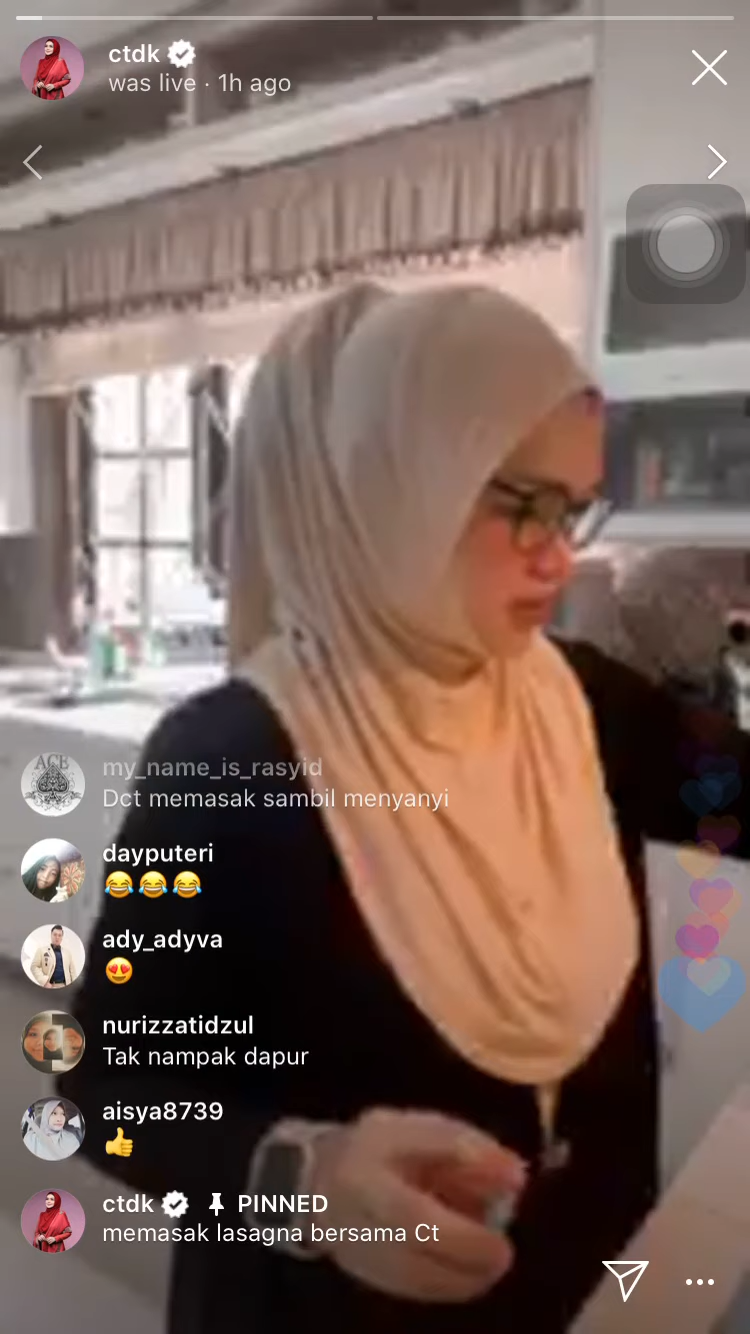 ctdk
was live · 1h ago
ACE
my_name_is_rasyid
Dct memasak sambil menyanyi
dayputeri
😂😂😂
ady_adyva
😍
nurizzatidzul
Tak nampak dapur
aisya8739
👍
ctdk PINNED
memasak lasagna bersama Ct